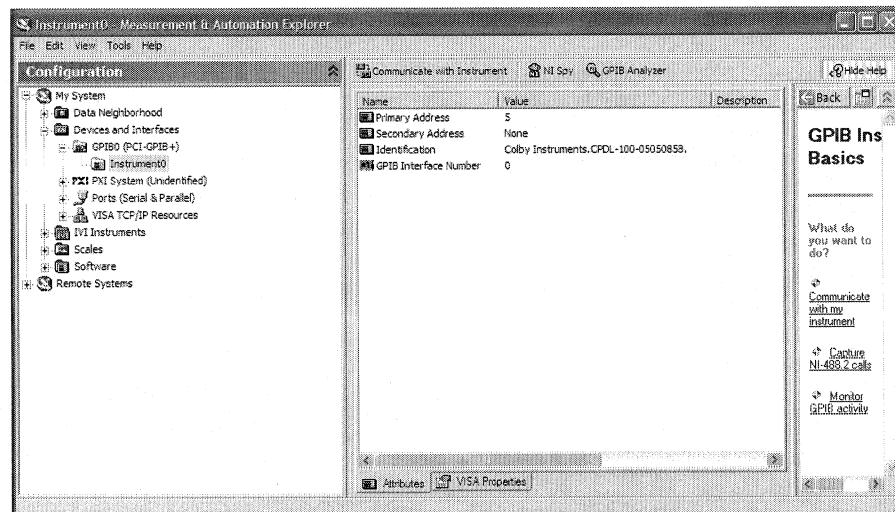 Instrument0 - Measurement & Automation Explorer
File Edit View Tools Help
Configuration
My System
Data Neighborhood
Devices and Interfaces
GPIB0 (PCI-GPIB+)
Instrument0
PXI PXI System (Unidentified)
Ports (Serial & Parallel)
VISA TCP/IP Resources
IVI Instruments
Scales
Software
Remote Systems
Communicate with Instrument NI Spy GPIB Analyzer Hide Help
Name Value Description
Primary Address 5
Secondary Address None
Identification Colby Instruments.CPDL-100-05050858.
GPIB Interface Number 0
Attributes VISA Properties
Back
GPIB Ins
Basics
What do
you want to
do?
Communicate
with my
instrument
Capture
NI-488.2 calls
Monitor
GPIB activity